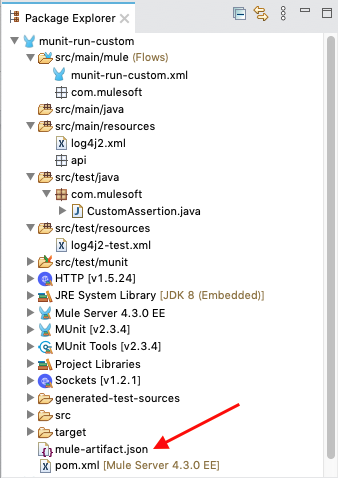 Package Explorer
munit-run-custom
src/main/mule (Flows)
munit-run-custom.xml
com.mulesoft
src/main/java
src/main/resources
log4j2.xml
api
src/test/java
com.mulesoft
CustomAssertion.java
src/test/resources
log4j2-test.xml
src/test/munit
HTTP [v1.5.24]
JRE System Library [JDK 8 (Embedded)]
Mule Server 4.3.0 EE
MUnit [v2.3.4]
MUnit Tools [v2.3.4]
Project Libraries
Sockets [v1.2.1]
generated-test-sources
src
target
mule-artifact.json
pom.xml [Mule Server 4.3.0 EE]